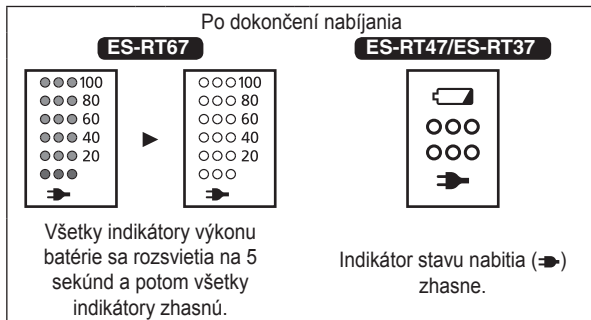 Po dokončení nabíjania
ES-RT67
ES-RT47/ES-RT37
100
80
60
40
20
100
80
60
40
20
Všetky indikátory výkonu
batérie sa rozsvietia na 5
sekúnd a potom všetky
indikátory zhasnú.
Indikátor stavu nabitia ()
zhasne.